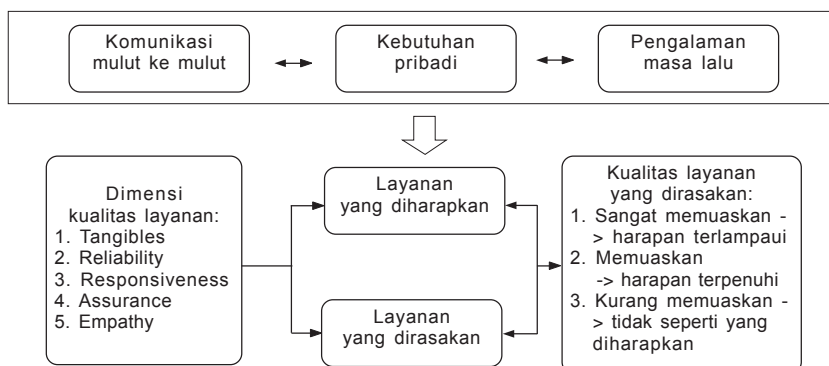 Komunikasi
mulut ke mulut
Kebutuhan
pribadi
Pengalaman
masa lalu
Dimensi
kualitas layanan:
1. Tangibles
2. Reliability
3. Responsiveness
4. Assurance
5. Empathy
Layanan
yang diharapkan
Layanan
yang dirasakan
Kualitas layanan
yang dirasakan:
1. Sangat memuaskan -
> harapan terlampaui
2. Memuaskan
-> harapan terpenuhi
3. Kurang memuaskan -
> tidak seperti yang
diharapkan